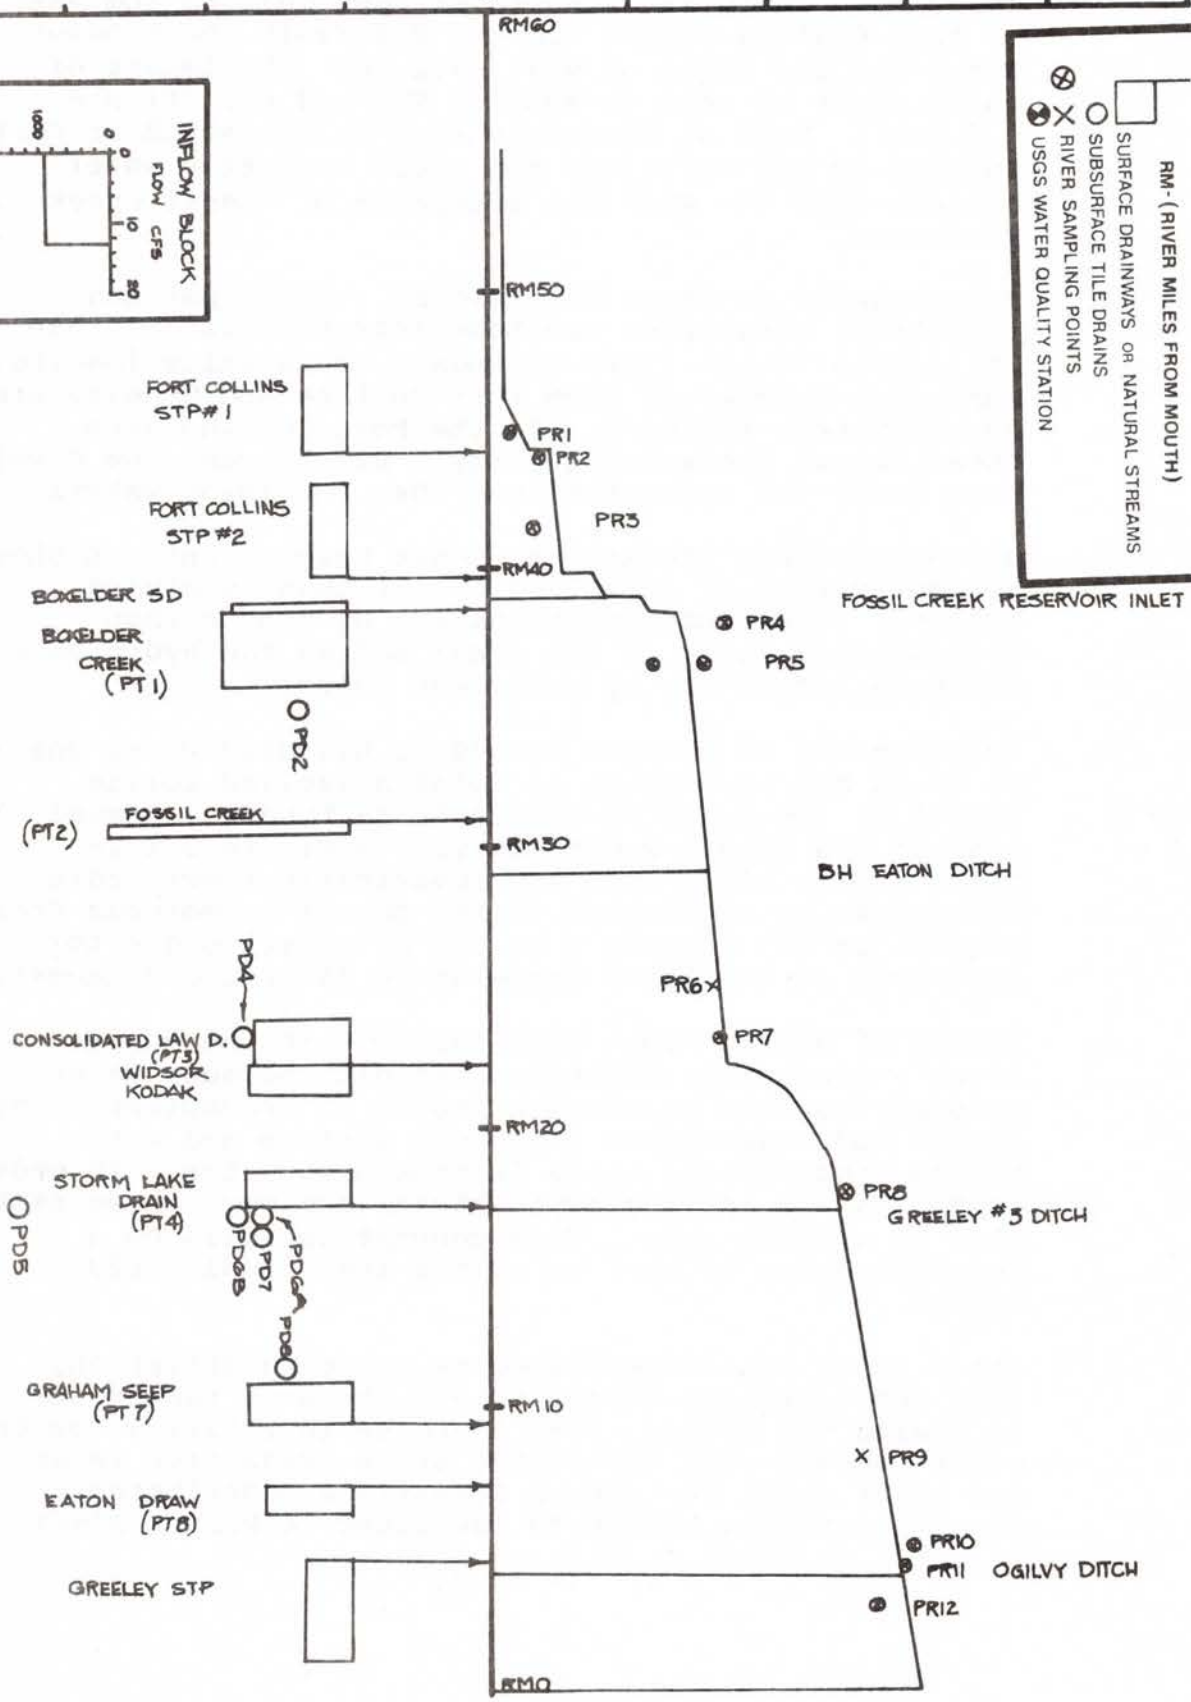 RM60
RM-(RIVER MILES FROM MOUTH)
SURFACE DRAINWAYS OR NATURAL STREAMS
SUBSURFACE TILE DRAINS
RIVER SAMPLING POINTS
USGS WATER QUALITY STATION
INFLOW BLOCK
FLOW CFS
0 10 20
0
1000
RM50
FORT COLLINS
STP#1
PR1
PR2
FORT COLLINS
STP#2
PR3
RM40
BOXELDER SD
FOSSIL CREEK RESERVOIR INLET
BOXELDER
CREEK
(PT1)
PR4
PR5
PD2
FOSSIL CREEK
(PT2)
RM30
BH EATON DITCH
PD4
PR6
CONSOLIDATED LAW D.
(PT3)
WIDSOR
KODAK
PR7
RM20
STORM LAKE
DRAIN
(PT4)
PR8
GREELEY #3 DITCH
PD5
PD6B
PD7
PD6A
PD8
GRAHAM SEEP
(PT7)
RM10
PR9
EATON DRAW
(PT8)
PR10
PR11 OGILVY DITCH
GREELEY STP
PR12
RM0